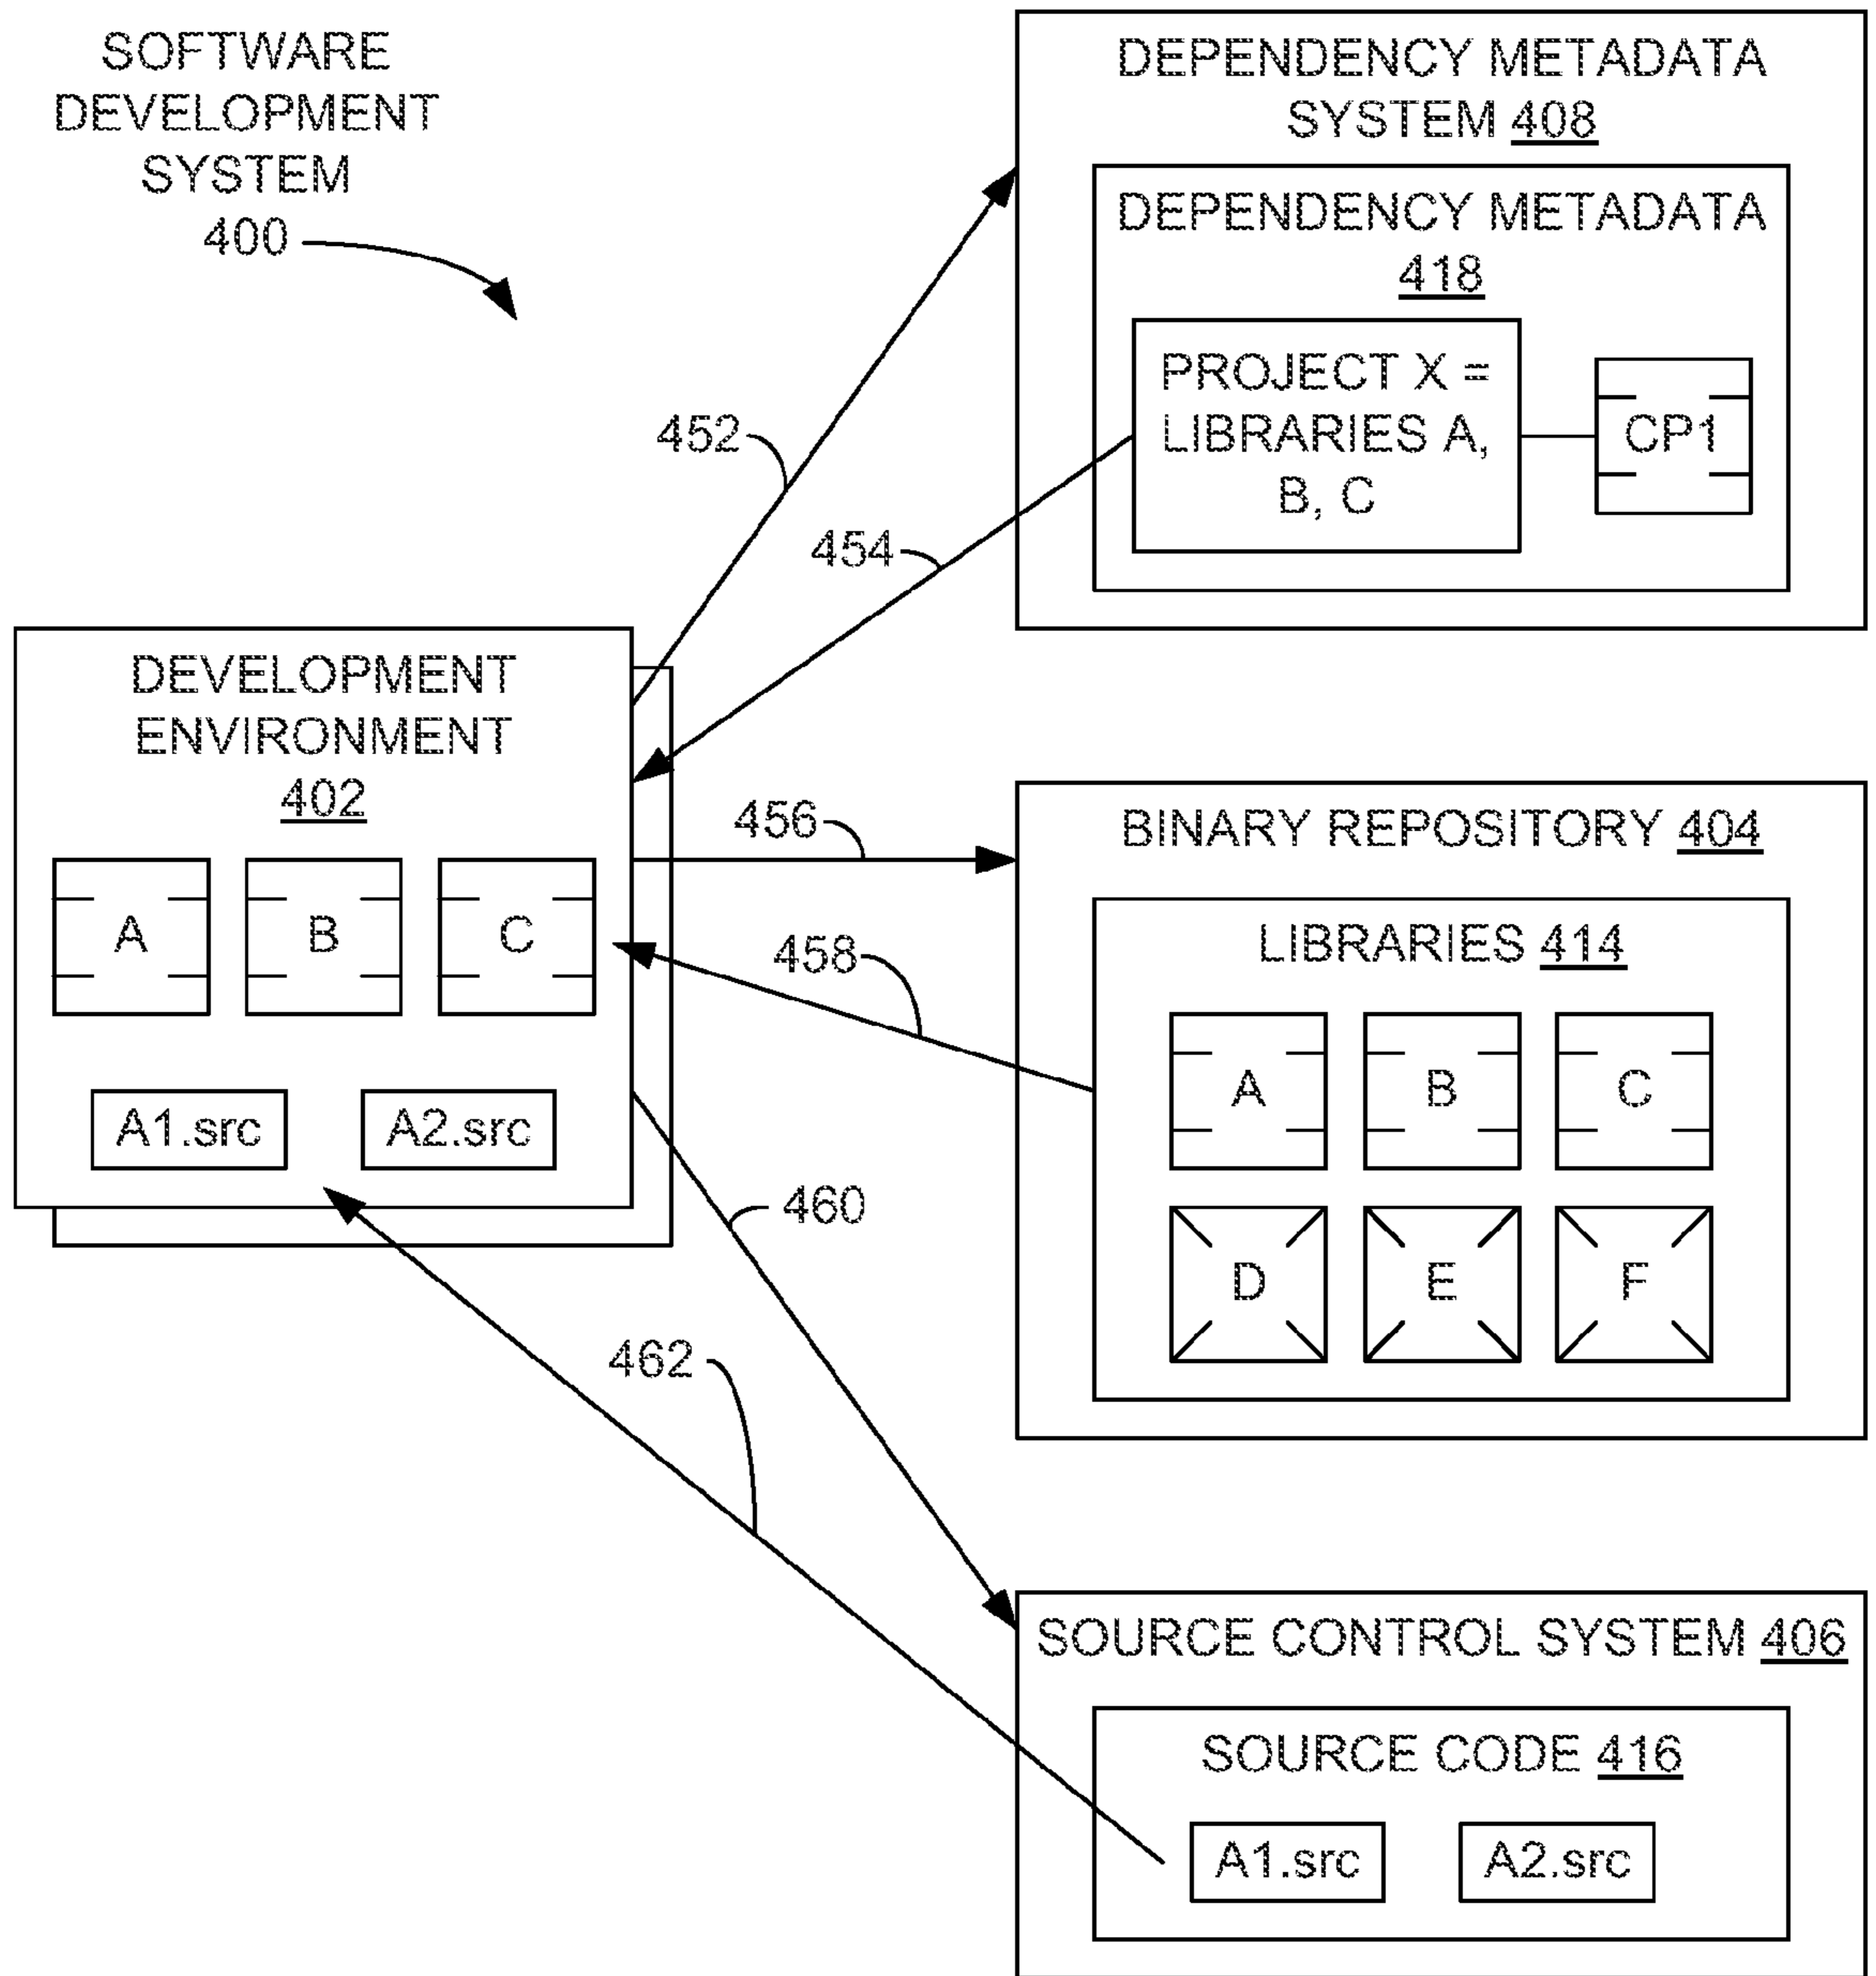 SOFTWARE
DEVELOPMENT
SYSTEM
400
DEPENDENCY METADATA
SYSTEM 408
DEPENDENCY METADATA
418
PROJECT X =
LIBRARIES A,
B, C
CP1
452
454
DEVELOPMENT
ENVIRONMENT
402
A B C
A1.src A2.src
456
458
BINARY REPOSITORY 404
LIBRARIES 414
A B C
D E F
460
462
SOURCE CONTROL SYSTEM 406
SOURCE CODE 416
A1.src A2.src